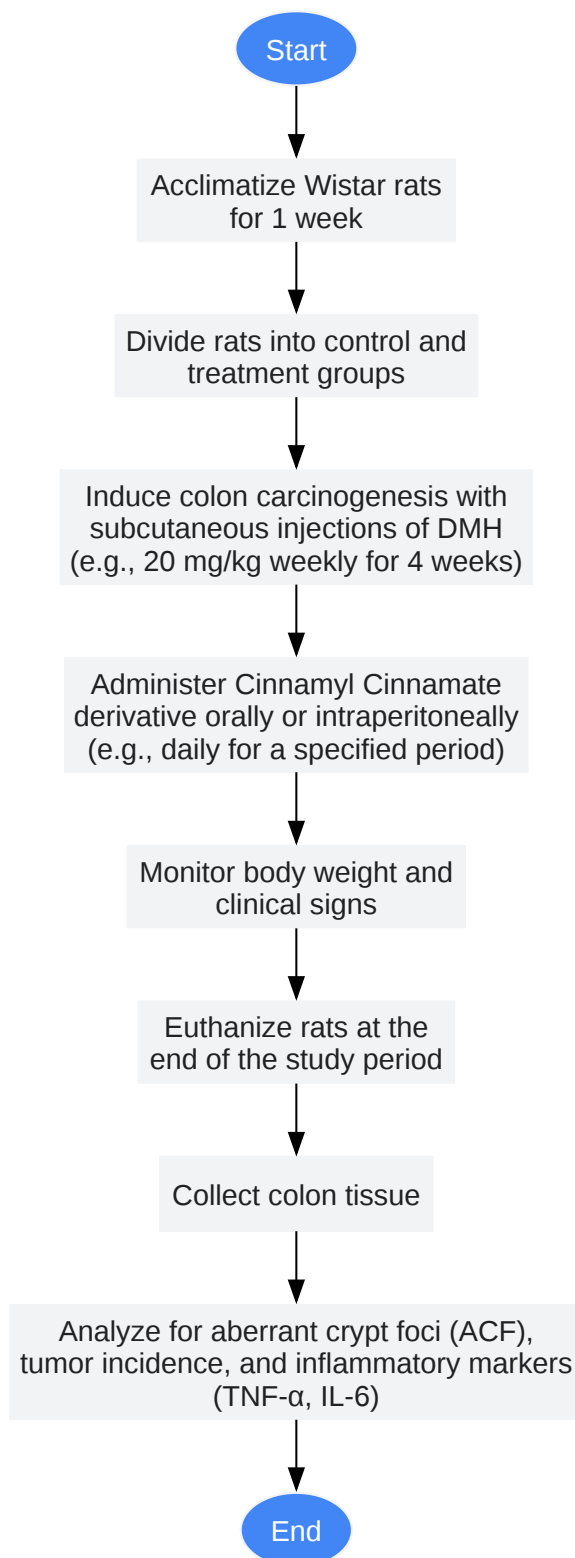 Start
Acclimatize Wistar rats
for 1 week
Divide rats into control and
treatment groups
Induce colon carcinogenesis with
subcutaneous injections of DMH
(e.g., 20 mg/kg weekly for 4 weeks)
Administer Cinnamyl Cinnamate
derivative orally or intraperitoneally
(e.g., daily for a specified period)
Monitor body weight and
clinical signs
Euthanize rats at the
end of the study period
Collect colon tissue
Analyze for aberrant crypt foci (ACF),
tumor incidence, and inflammatory markers
(TNF-α, IL-6)
End